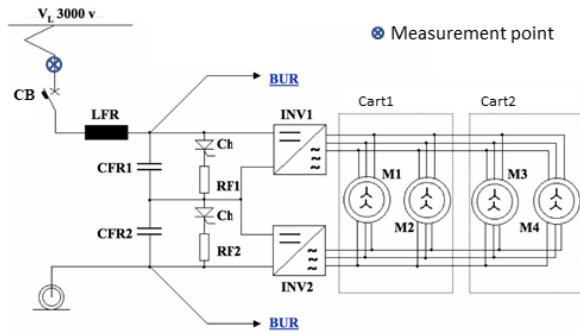 V_L 3000 v
Measurement point
CB
BUR
LFR
INV1
Cart1
Cart2
Ch
CFR1
RF1
M1
M3
Ch
M2
M4
CFR2
RF2
INV2
BUR